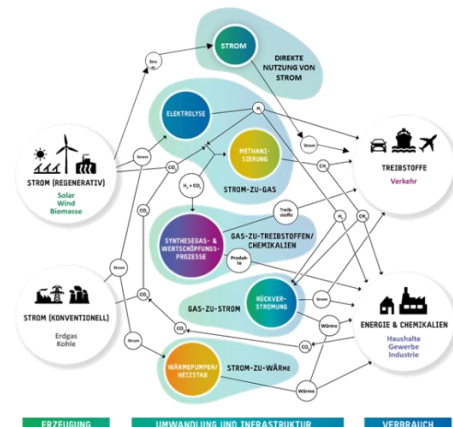 Stro
m
STROM
DIREKTE
NUTZUNG VON
STROM
ELEKTROLYSE
H₂
Strom
Strom
CO₂
METHANI-
SIERUNG
CH₄
TREIBSTOFFE
Verkehr
STROM (REGENERATIV)
Solar
Wind
Biomasse
H₂ + CO₂
STROM-ZU-GAS
CO₂
Treib-
stoffe
H₂
CH₄
SYNTHESEGAS- &
WERTSCHÖPFUNGS-
PROZESSE
GAS-ZU-TREIBSTOFFEN/
CHEMIKALIEN
Produk-
te
Strom
STROM (KONVENTIONELL)
Erdgas
Kohle
CO₂
GAS-ZU-STROM
RÜCKVER-
STROMUNG
Strom
Wärme
ENERGIE & CHEMIKALIEN
Haushalte
Gewerbe
Industrie
CO₂
CO₂
Strom
WÄRMEPUMPEN/
HEIZSTAB
STROM-ZU-WÄRME
Wärme
ERZEUGUNG
UMWANDLUNG UND INFRASTRUKTUR
VERBRAUCH